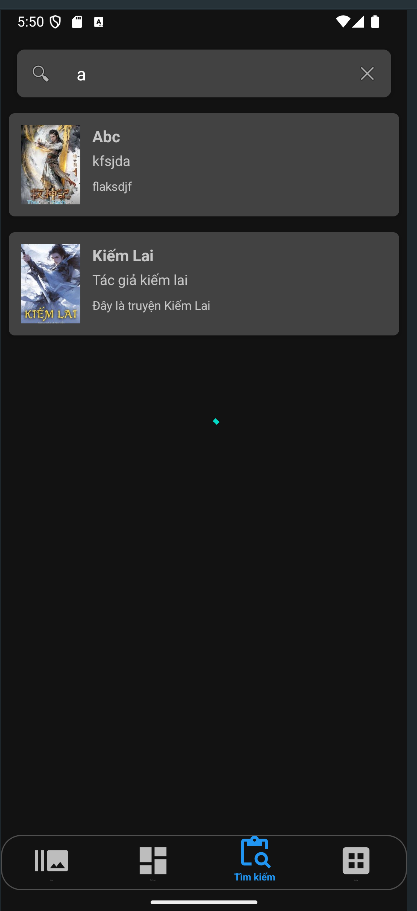 5:50
a
Abc
kfsjda
flaksdjf
Kiếm Lai
Tác giả kiếm lai
Đây là truyện Kiếm Lai
KIẾM LAI
Tìm kiếm